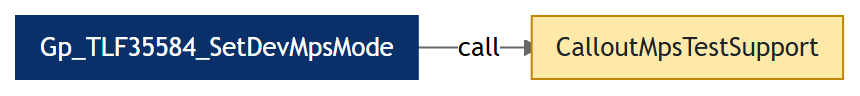 Gp_TLF35584_SetDevMpsMode
call
CalloutMpsTestSupport